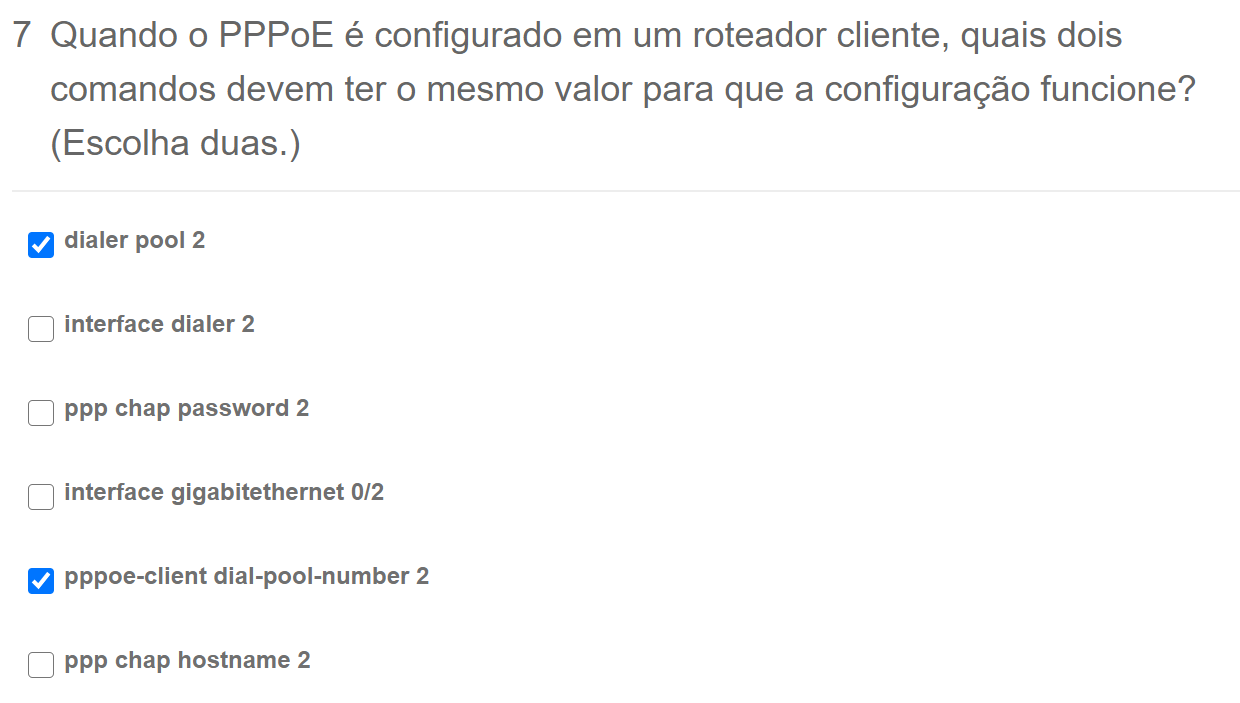 7 Quando o PPPoE é configurado em um roteador cliente, quais dois
comandos devem ter o mesmo valor para que a configuração funcione?
(Escolha duas.)
dialer pool 2
interface dialer 2
ppp chap password 2
interface gigabitethernet 0/2
pppoe-client dial-pool-number 2
ppp chap hostname 2